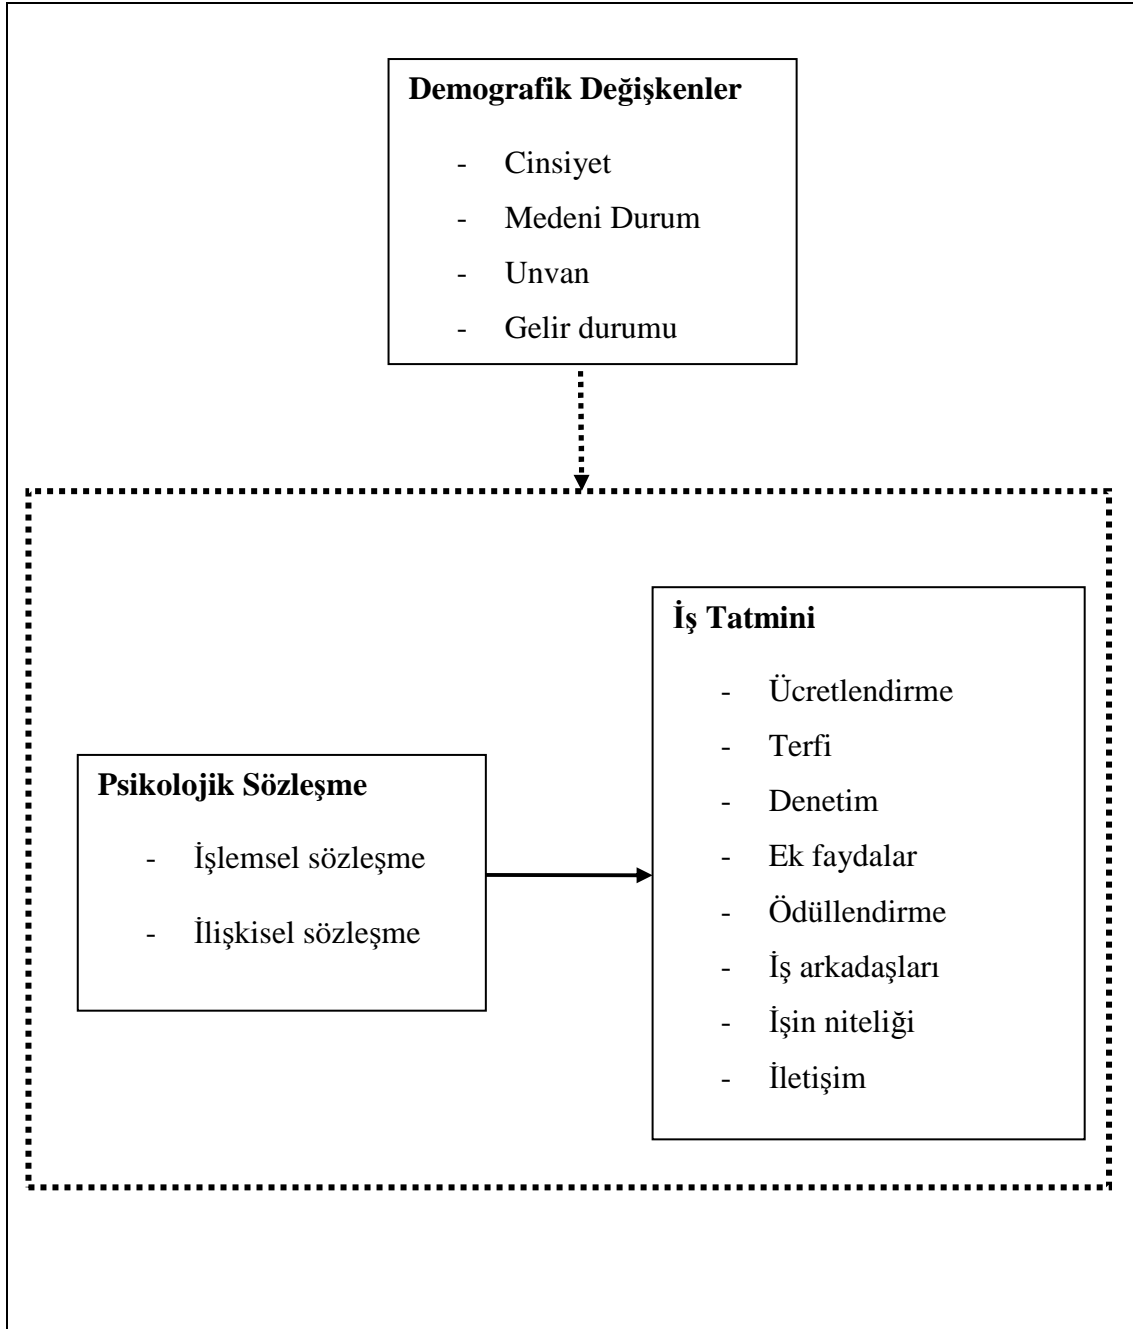 Demografik Değişkenler
- Cinsiyet
- Medeni Durum
- Unvan
- Gelir durumu
İş Tatmini
- Ücretlendirme
- Terfi
- Denetim
- Ek faydalar
- Ödüllendirme
- İş arkadaşları
- İşin niteliği
- İletişim
Psikolojik Sözleşme
- İşlemsel sözleşme
- İlişkisel sözleşme